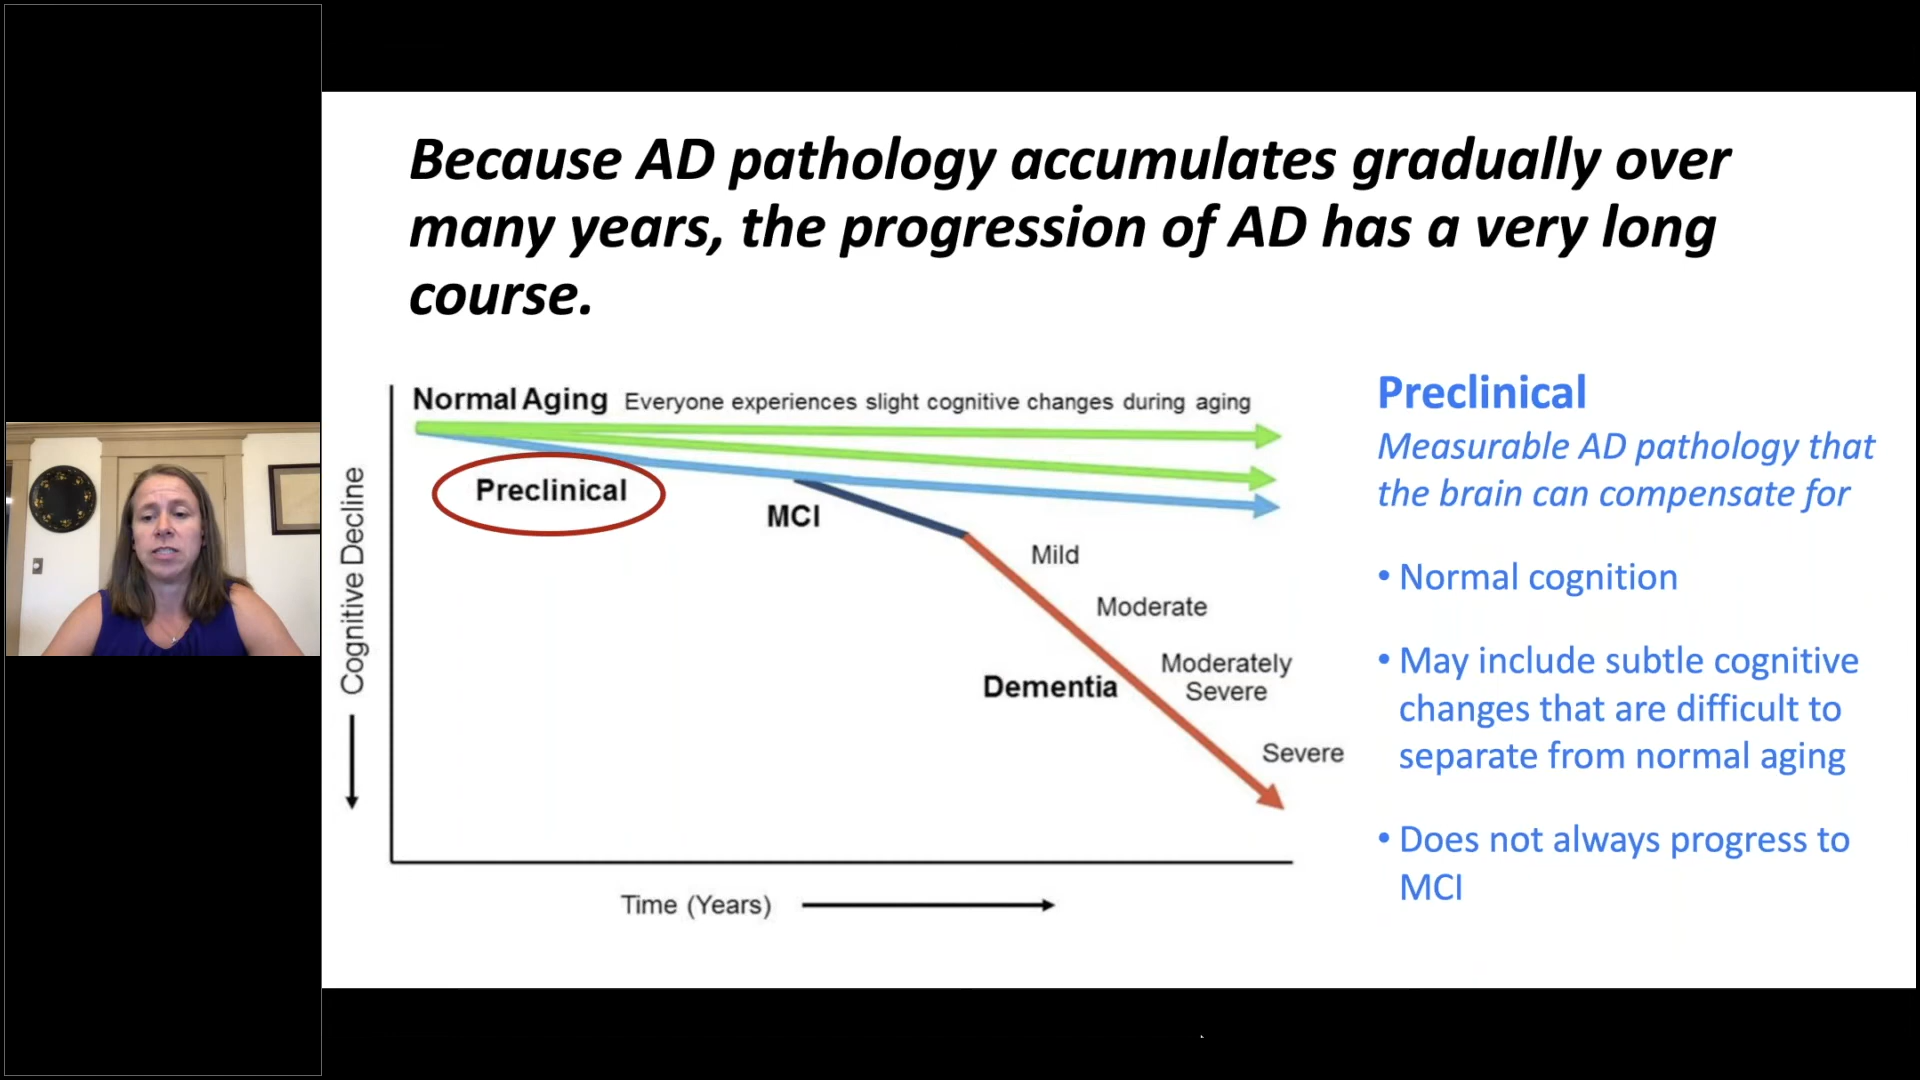 Because AD pathology accumulates gradually over
many years, the progression of AD has a very long
course.
Normal Aging Everyone experiences slight cognitive changes during aging
Preclinical
MCI
Mild
Moderate
Moderately
Severe
Dementia
Severe
Cognitive Decline
Time (Years)
Preclinical
Measurable AD pathology that
the brain can compensate for
• Normal cognition
• May include subtle cognitive
changes that are difficult to
separate from normal aging
• Does not always progress to
MCI